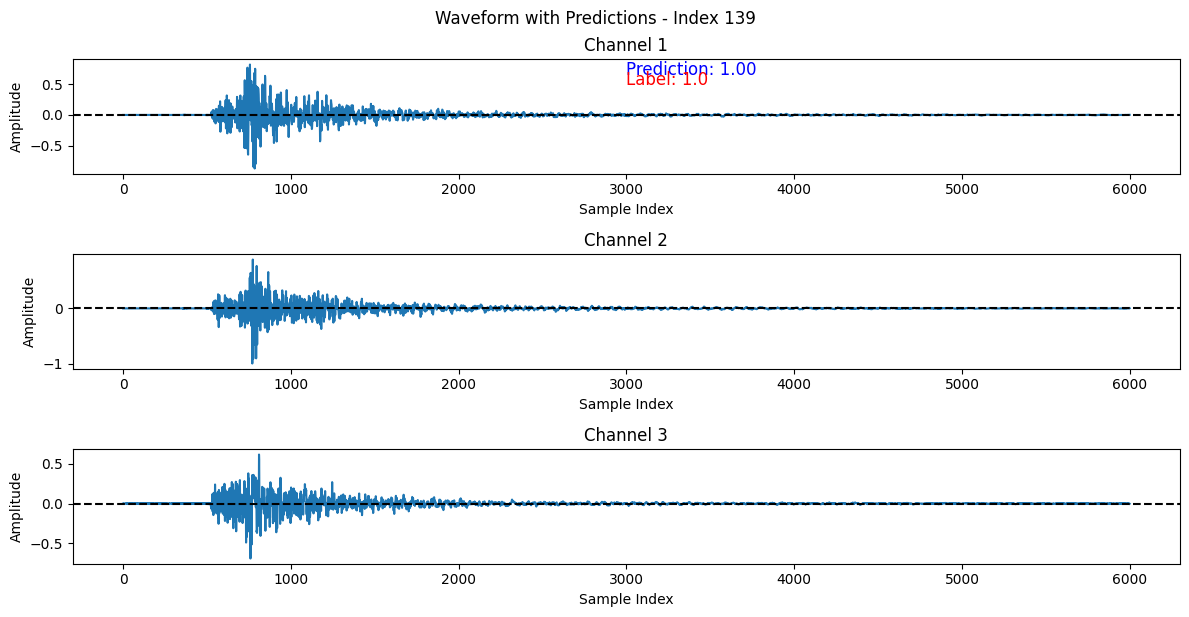 Waveform with Predictions - Index 139
Channel 1
Prediction: 1.00
Label: 1.0
Amplitude
0.5
0.0
−0.5
0 1000 2000 3000 4000 5000 6000
Sample Index
Channel 2
Amplitude
0
−1
0 1000 2000 3000 4000 5000 6000
Sample Index
Channel 3
Amplitude
0.5
0.0
−0.5
0 1000 2000 3000 4000 5000 6000
Sample Index